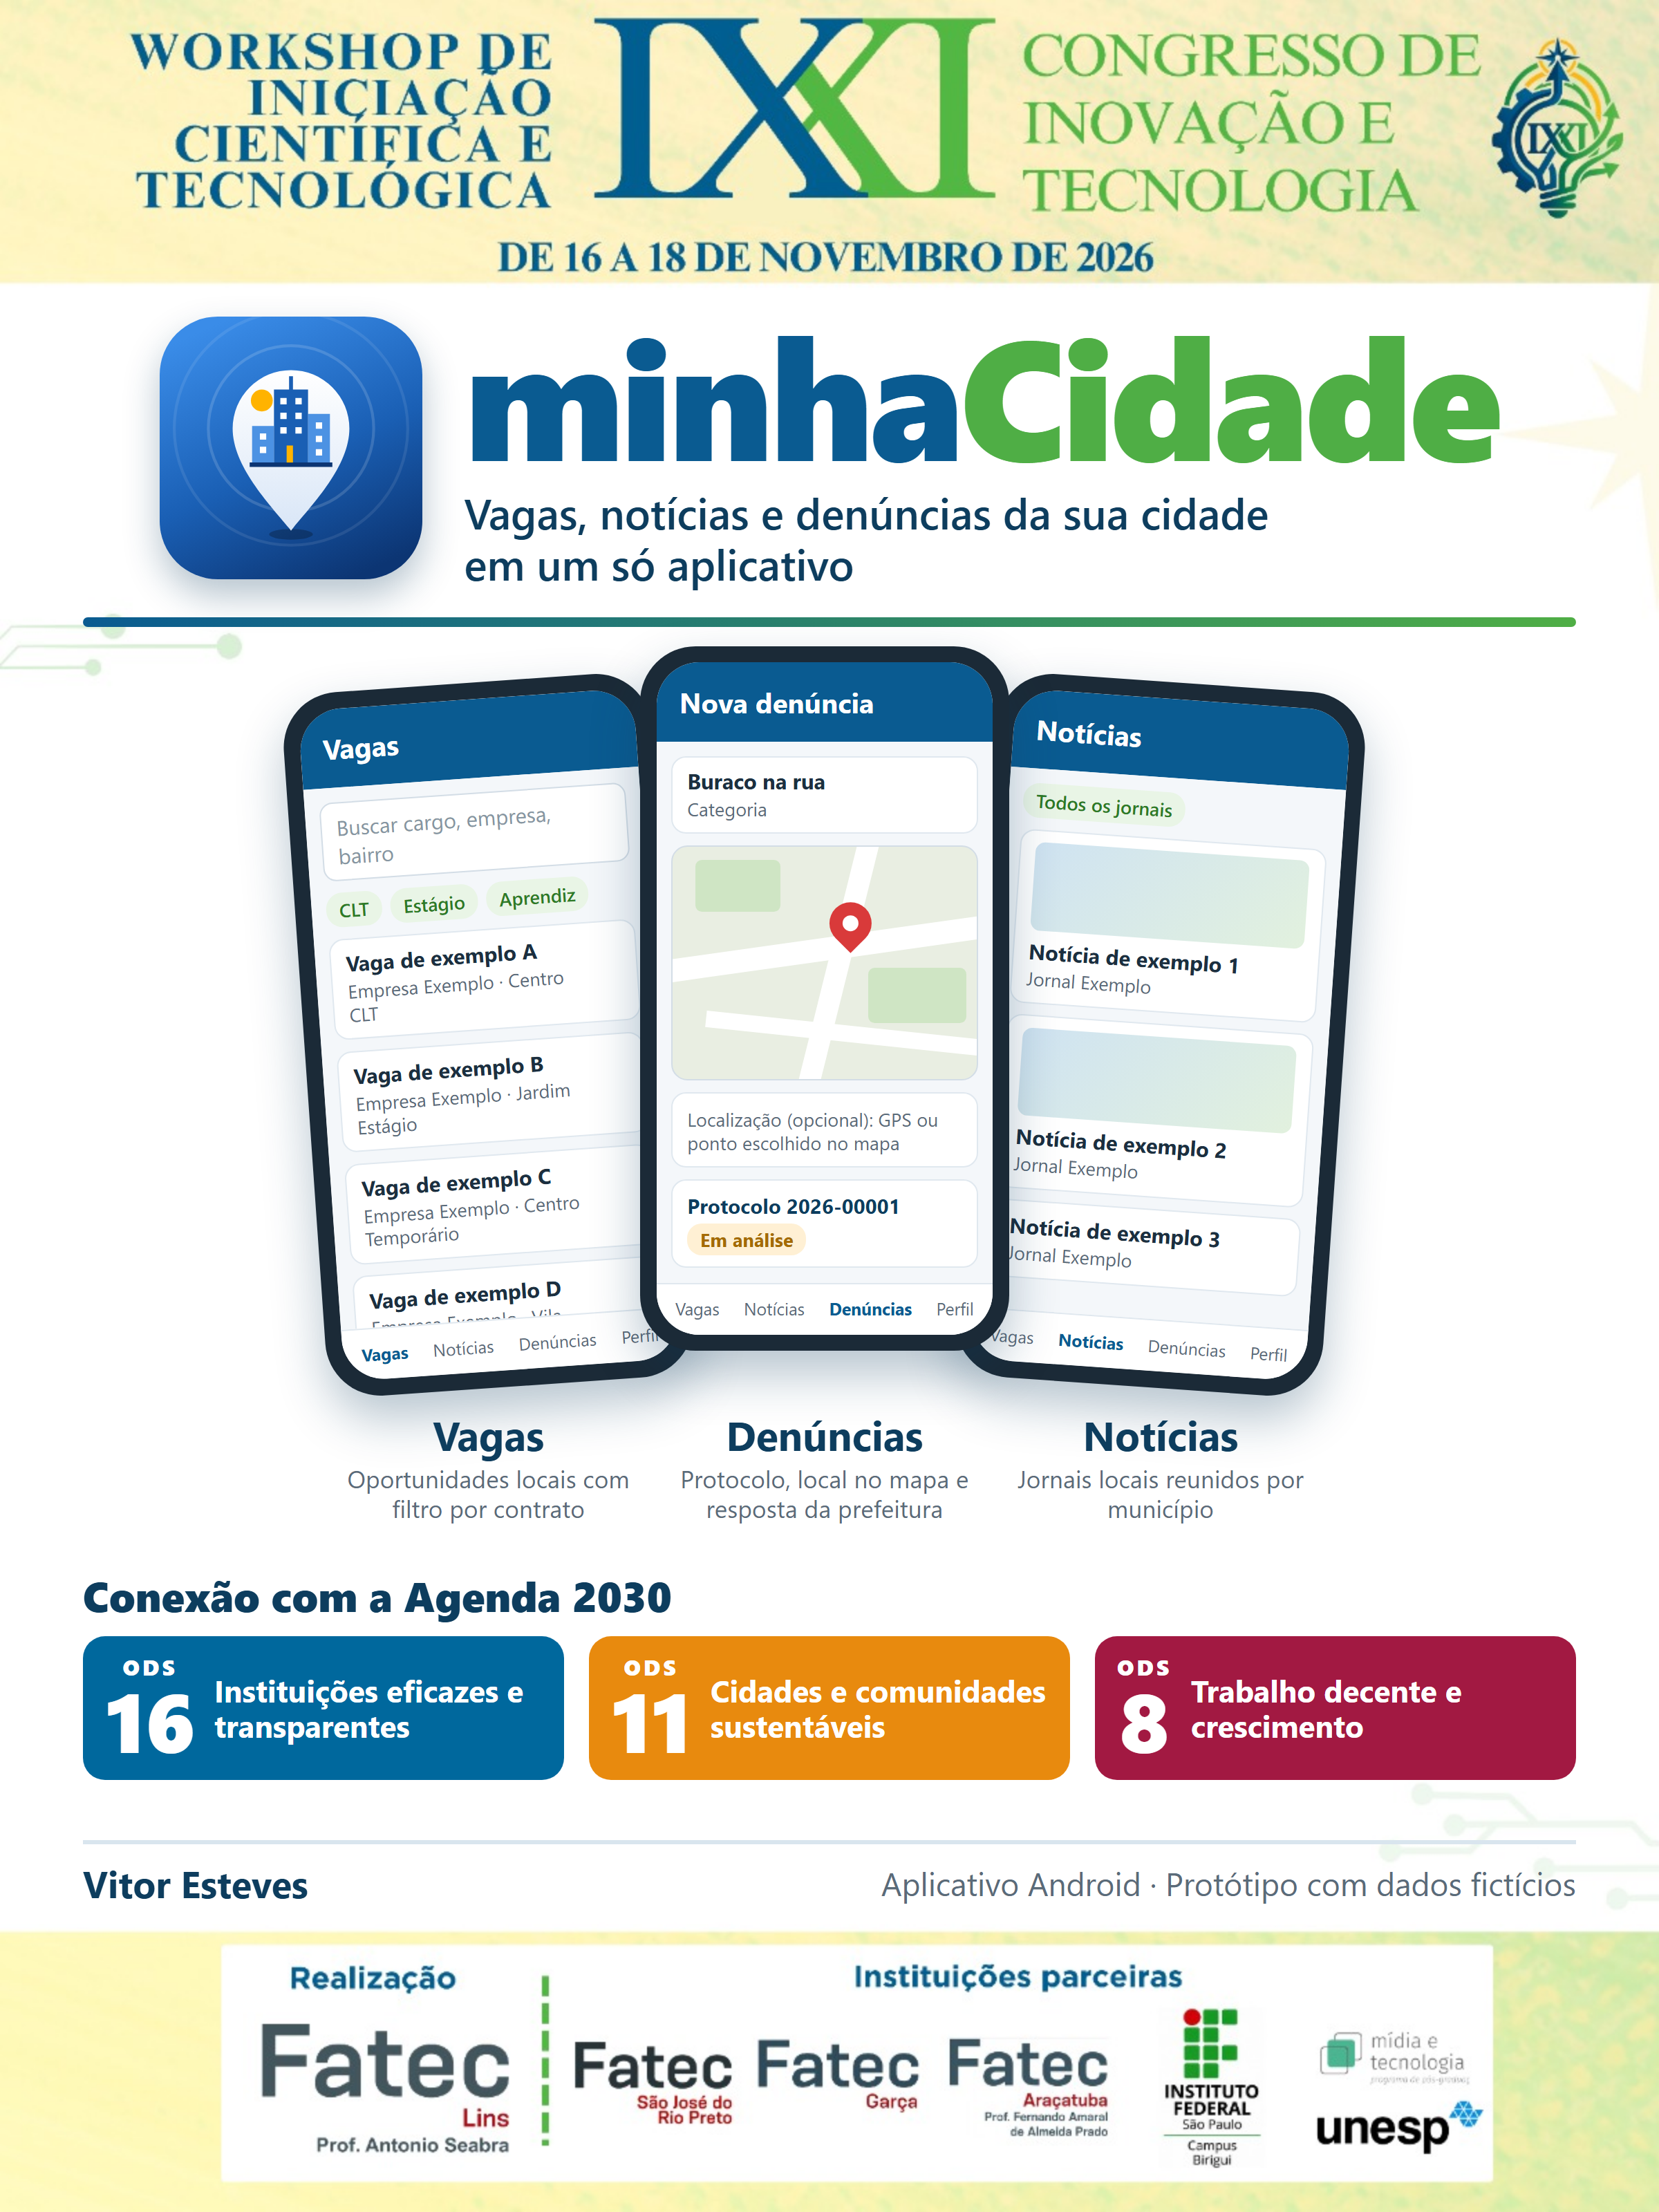 WORKSHOP DE
INICIAÇÃO
CIENTÍFICA E
TECNOLÓGICA
IXXI
CONGRESSO DE
INOVAÇÃO E
TECNOLOGIA
IXXI
DE 16 A 18 DE NOVEMBRO DE 2026
minhaCidade
Vagas, notícias e denúncias da sua cidade
em um só aplicativo
Vagas
Buscar cargo, empresa,
bairro
CLT Estágio Aprendiz
Vaga de exemplo A
Empresa Exemplo · Centro
CLT
Vaga de exemplo B
Empresa Exemplo · Jardim
Estágio
Vaga de exemplo C
Empresa Exemplo · Centro
Temporário
Vaga de exemplo D
Empresa Exemplo · Vila
Vagas Notícias Denúncias Perfil
Nova denúncia
Buraco na rua
Categoria
Localização (opcional): GPS ou
ponto escolhido no mapa
Protocolo 2026-00001
Em análise
Vagas Notícias Denúncias Perfil
Notícias
Todos os jornais
Notícia de exemplo 1
Jornal Exemplo
Notícia de exemplo 2
Jornal Exemplo
Notícia de exemplo 3
Jornal Exemplo
Vagas Notícias Denúncias Perfil
Vagas
Oportunidades locais com
filtro por contrato
Denúncias
Protocolo, local no mapa e
resposta da prefeitura
Notícias
Jornais locais reunidos por
município
Conexão com a Agenda 2030
ODS
16
Instituições eficazes e
transparentes
ODS
11
Cidades e comunidades
sustentáveis
ODS
8
Trabalho decente e
crescimento
Vitor Esteves
Aplicativo Android · Protótipo com dados fictícios
Realização
Fatec
Lins
Prof. Antonio Seabra
Instituições parceiras
Fatec
São José do
Rio Preto
Fatec
Garça
Fatec
Araçatuba
Prof. Fernando Amaral
de Almeida Prado
INSTITUTO
FEDERAL
São Paulo
Campus
Birigui
mídia e
tecnologia
programa de pós-graduação
unesp